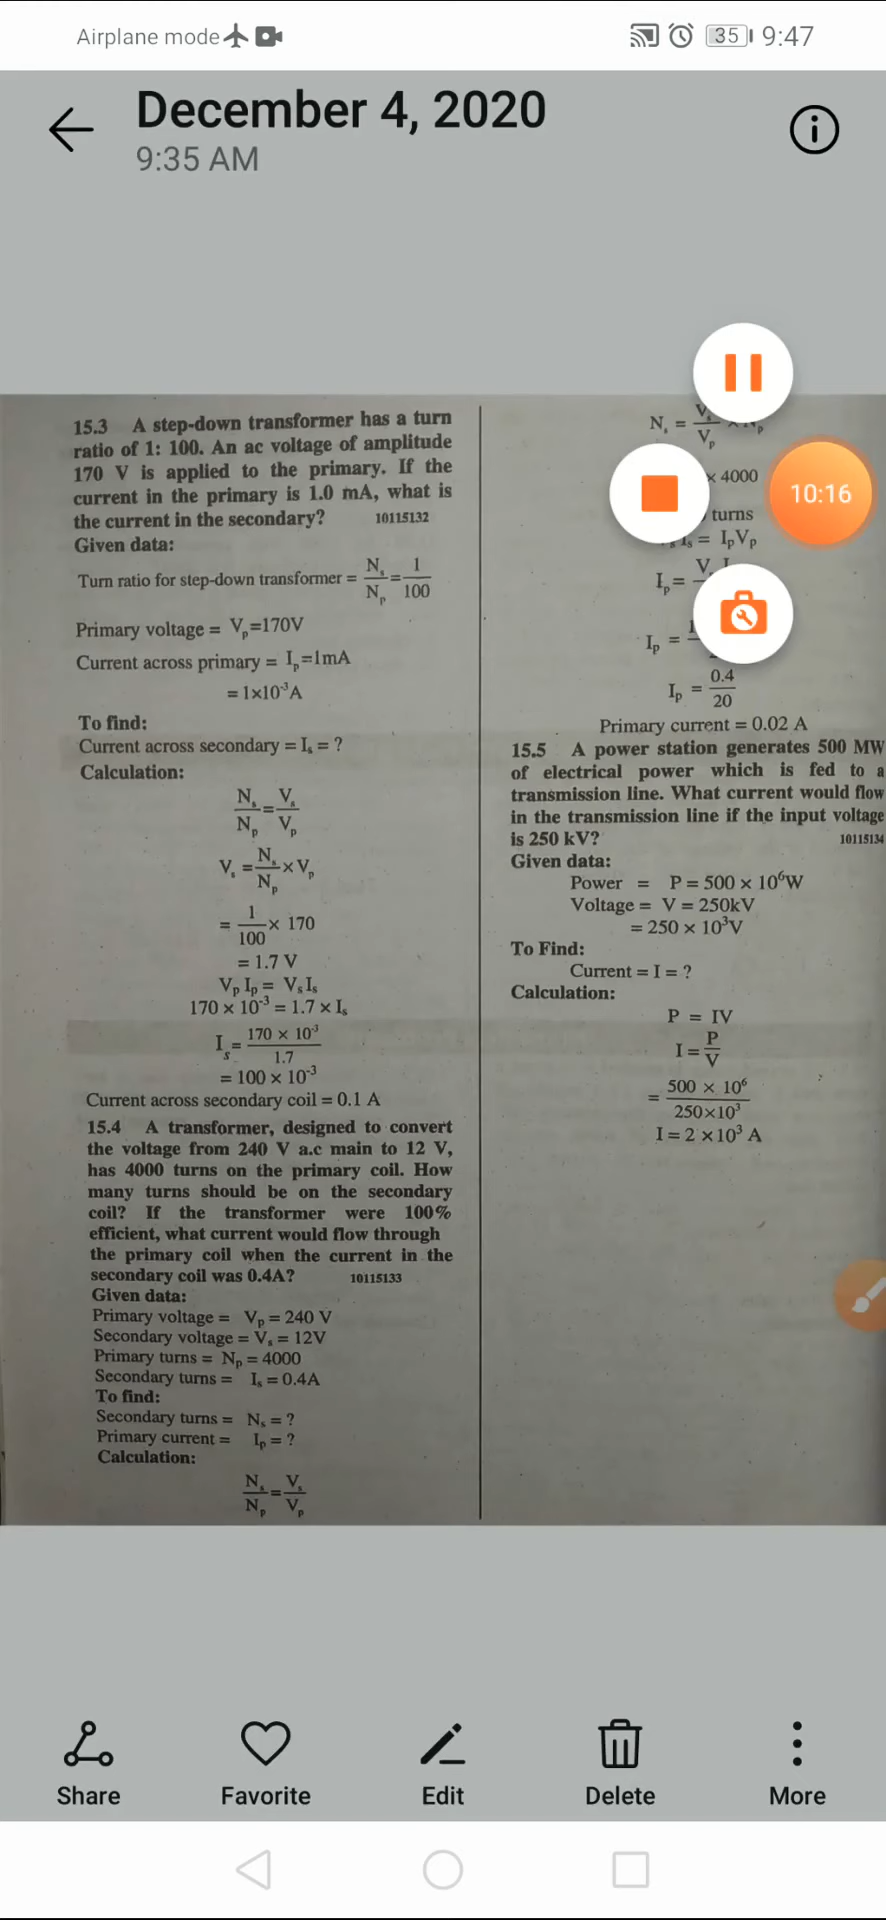 Airplane mode 35 9:47
December 4, 2020
9:35 AM
15.3 A step-down transformer has a turn
ratio of 1: 100. An ac voltage of amplitude
170 V is applied to the primary. If the
current in the primary is 1.0 mA, what is
the current in the secondary? 10115132
Given data:
Turn ratio for step-down transformer = Nₛ/Nₚ = 1/100
Primary voltage = Vₚ=170V
Current across primary = Iₚ=1mA
= 1×10⁻³A
To find:
Current across secondary = Iₛ = ?
Calculation:
Nₛ/Nₚ = Vₛ/Vₚ
Vₛ = Nₛ/Nₚ × Vₚ
= 1/100 × 170
= 1.7 V
Vₚ Iₚ = Vₛ Iₛ
170 × 10⁻³ = 1.7 × Iₛ
Iₛ = 170 × 10⁻³/1.7
= 100 × 10⁻³
Current across secondary coil = 0.1 A
15.4 A transformer, designed to convert
the voltage from 240 V a.c main to 12 V,
has 4000 turns on the primary coil. How
many turns should be on the secondary
coil? If the transformer were 100%
efficient, what current would flow through
the primary coil when the current in the
secondary coil was 0.4A? 10115133
Given data:
Primary voltage = Vₚ = 240 V
Secondary voltage = Vₛ = 12V
Primary turns = Nₚ = 4000
Secondary turns = Iₛ = 0.4A
To find:
Secondary turns = Nₛ = ?
Primary current = Iₚ = ?
Calculation:
Nₛ/Nₚ = Vₛ/Vₚ
Nₛ = Vₛ/Vₚ
× 4000
10:16
turns
Iₛ = IₚVₚ
Iₚ =
Iₚ =
Iₚ = 0.4/20
Primary current = 0.02 A
15.5 A power station generates 500 MW
of electrical power which is fed to a
transmission line. What current would flow
in the transmission line if the input voltage
is 250 kV? 10115134
Given data:
Power = P = 500 × 10⁶W
Voltage = V = 250kV
= 250 × 10³V
To Find:
Current = I = ?
Calculation:
P = IV
I = P/V
= 500 × 10⁶/250×10³
I = 2 ×10³ A
Share Favorite Edit Delete More